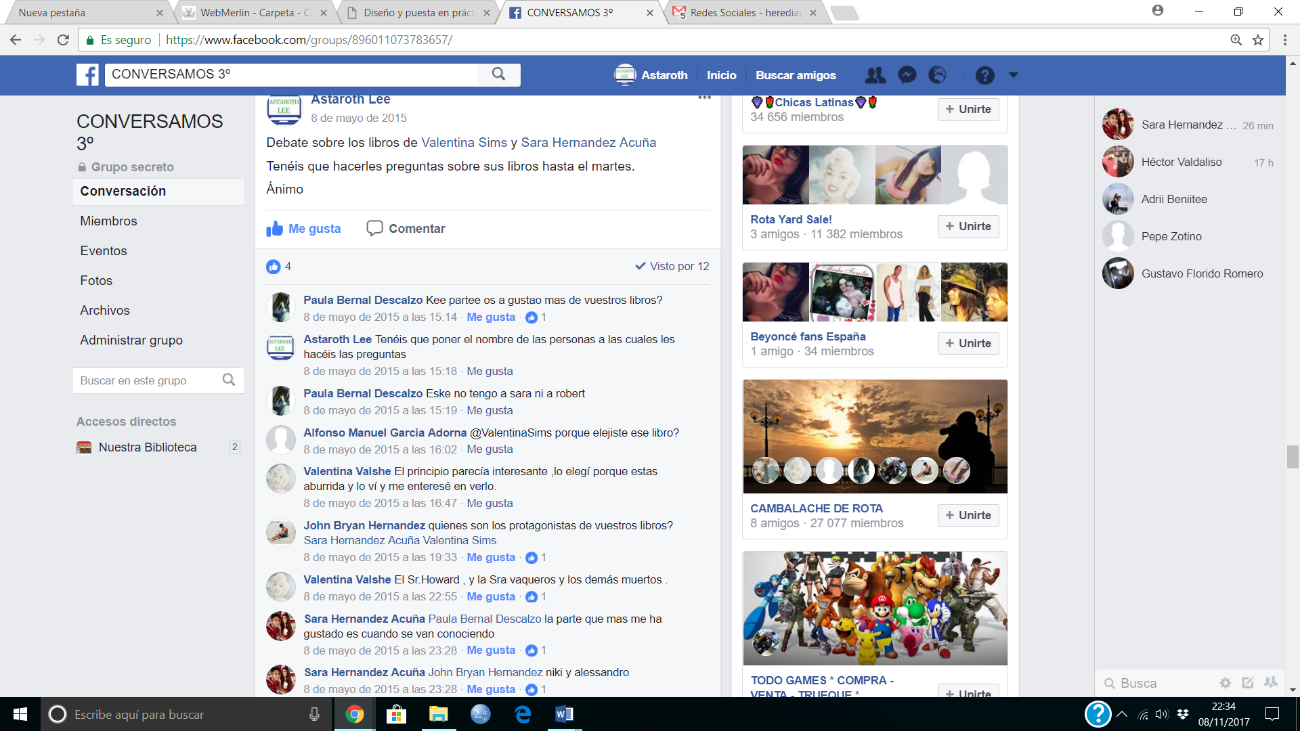 Nueva pestaña
WebMerlin - Carpeta - C
Diseño y puesta en práct
CONVERSAMOS 3º
Redes Sociales - heredia
Es seguro
https://www.facebook.com/groups/896011073783657/
CONVERSAMOS 3º
Astaroth
Inicio
Buscar amigos
CONVERSAMOS
3º
Grupo secreto
Conversación
Miembros
Eventos
Fotos
Archivos
Administrar grupo
Buscar en este grupo
Accesos directos
Nuestra Biblioteca 2
ASTAROTH
LEE
Astaroth Lee
8 de mayo de 2015
Debate sobre los libros de Valentina Sims y Sara Hernandez Acuña
Tenéis que hacerles preguntas sobre sus libros hasta el martes.
Ánimo
Me gusta Comentar
4 Visto por 12
Paula Bernal Descalzo Kee partee os a gustao mas de vuestros libros?
8 de mayo de 2015 a las 15:14 · Me gusta · 1
Astaroth Lee Tenéis que poner el nombre de las personas a las cuales les
hacéis las preguntas
8 de mayo de 2015 a las 15:18 · Me gusta
Paula Bernal Descalzo Eske no tengo a sara ni a robert
8 de mayo de 2015 a las 15:19 · Me gusta
Alfonso Manuel Garcia Adorna @ValentinaSims porque elejiste ese libro?
8 de mayo de 2015 a las 16:02 · Me gusta
Valentina Valshe El principio parecía interesante ,lo elegí porque estas
aburrida y lo ví y me enteresé en verlo.
8 de mayo de 2015 a las 16:47 · Me gusta
John Bryan Hernandez quienes son los protagonistas de vuestros libros?
Sara Hernandez Acuña Valentina Sims
8 de mayo de 2015 a las 19:33 · Me gusta · 1
Valentina Valshe El Sr.Howard , y la Sra vaqueros y los demás muertos .
8 de mayo de 2015 a las 22:55 · Me gusta · 1
Sara Hernandez Acuña Paula Bernal Descalzo la parte que mas me ha
gustado es cuando se van conociendo
8 de mayo de 2015 a las 23:28 · Me gusta · 1
Sara Hernandez Acuña John Bryan Hernandez niki y alessandro
8 de mayo de 2015 a las 23:28 · Me gusta · 1
Chicas Latinas
34 656 miembros
+ Unirte
Rota Yard Sale!
3 amigos · 11 382 miembros
+ Unirte
Beyoncé fans España
1 amigo · 34 miembros
+ Unirte
CAMBALACHE DE ROTA
8 amigos · 27 077 miembros
+ Unirte
TODO GAMES * COMPRA -
VENTA - TRUEQUE *
+ Unirte
Sara Hernandez ... 26 min
Héctor Valdaliso 17 h
Adrii Beniitee
Pepe Zotino
Gustavo Florido Romero
Busca
Escribe aquí para buscar
22:34
08/11/2017